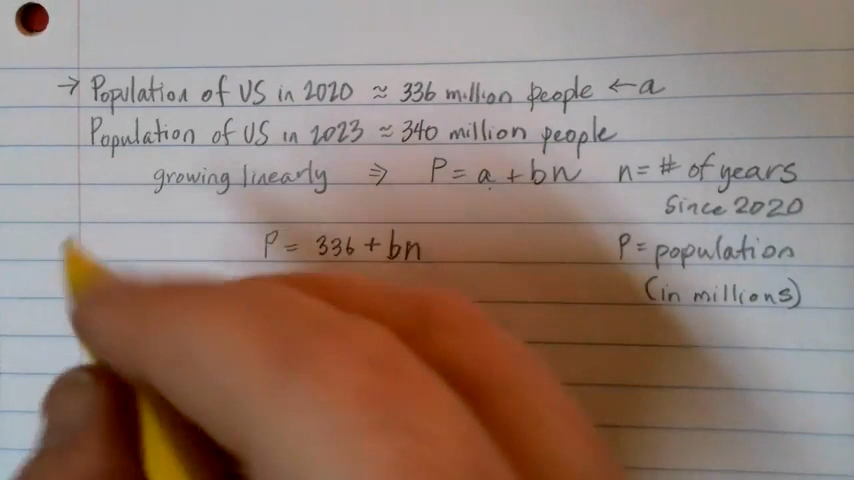 → Population of US in 2020 ≈ 336 million people ← a
Population of US in 2023 ≈ 340 million people
growing linearly ⇒ P = a + bn n = # of years
since 2020
P = 336 + bn P = population
(in millions)